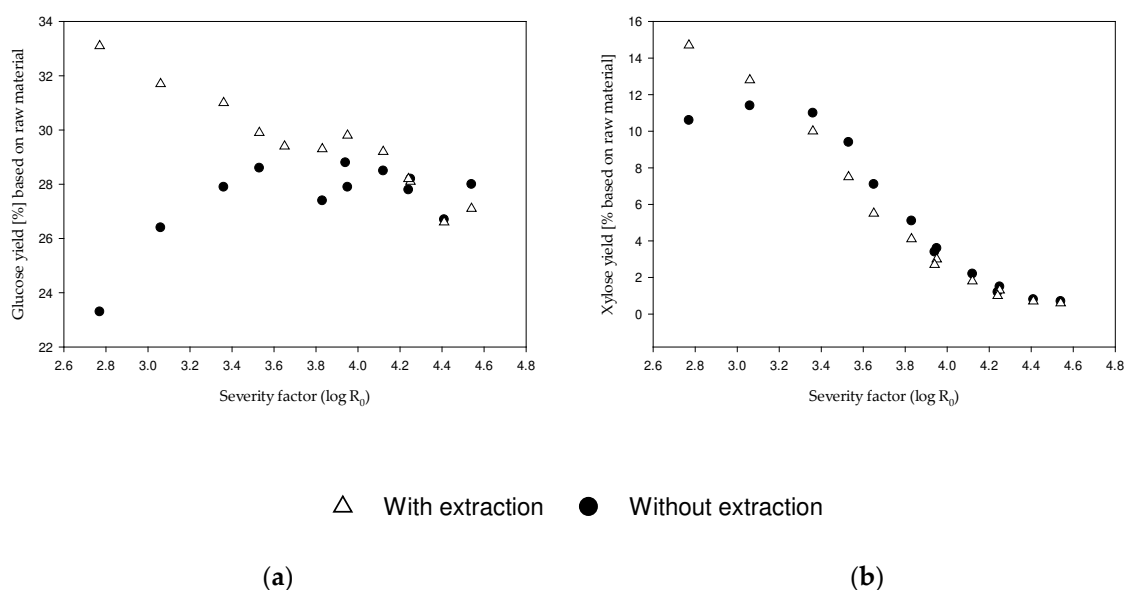 34
32
30
28
26
24
22
Glucose yield [%] based on raw material
2.6 2.8 3.0 3.2 3.4 3.6 3.8 4.0 4.2 4.4 4.6 4.8
Severity factor (log R0)
16
14
12
10
8
6
4
2
0
Xylose yield [% based on raw material]
2.6 2.8 3.0 3.2 3.4 3.6 3.8 4.0 4.2 4.4 4.6 4.8
Severity factor (log R0)
With extraction Without extraction
(a) (b)